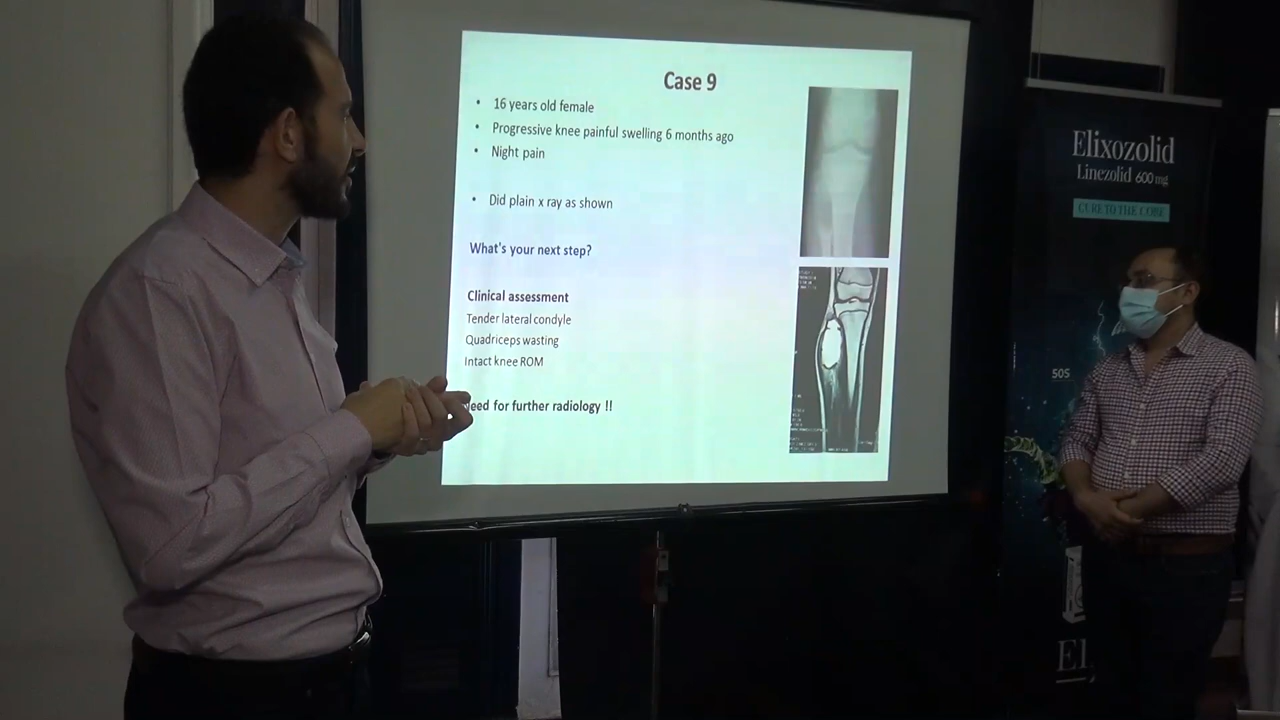 Case 9
• 16 years old female
• Progressive knee painful swelling 6 months ago
• Night pain
• Did plain x ray as shown
What's your next step?
Clinical assessment
Tender lateral condyle
Quadriceps wasting
Intact knee ROM
eed for further radiology !!
Elixozolid
Linezolid 600 mg
CURE TO THE CORE
SOS
El